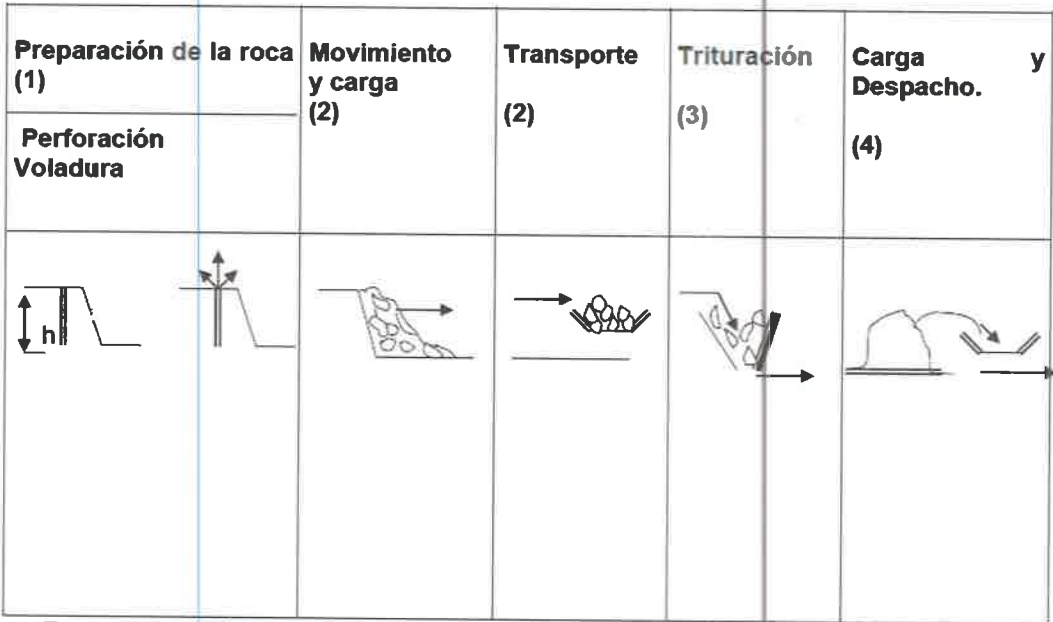 Preparación de la roca
(1)
Perforación
Voladura
Movimiento
y carga
(2)
Transporte
(2)
Trituración
(3)
Carga y
Despacho.
(4)
h